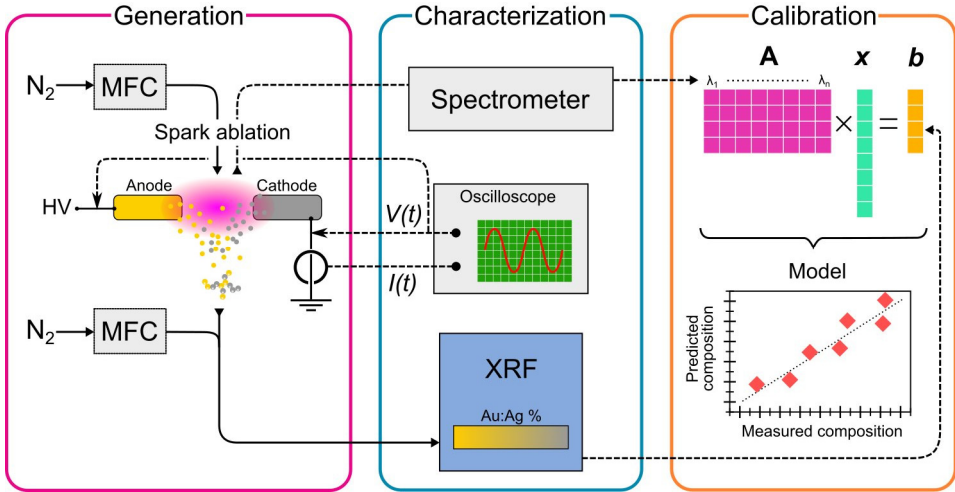 Generation
N₂
MFC
Spark ablation
Anode
Cathode
HV
N₂
MFC
Characterization
Spectrometer
Oscilloscope
V(t)
I(t)
XRF
Au:Ag %
Calibration
A
x
b
λ₁
λₙ
×
=
Model
Predicted
composition
Measured composition